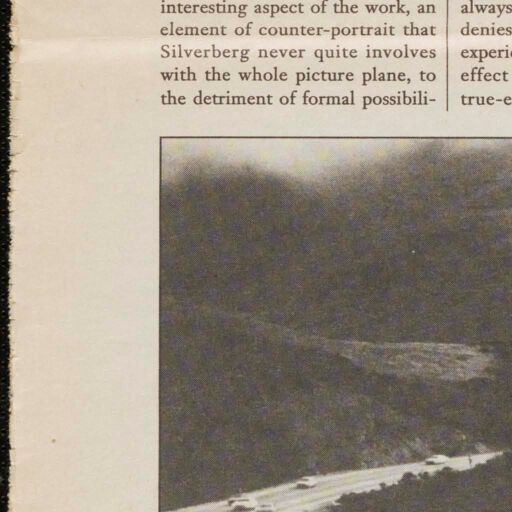 interesting aspect of the work, an
element of counter-portrait that
Silverberg never quite involves
with the whole picture plane, to
the detriment of formal possibili-
always
denies
effect
true-e